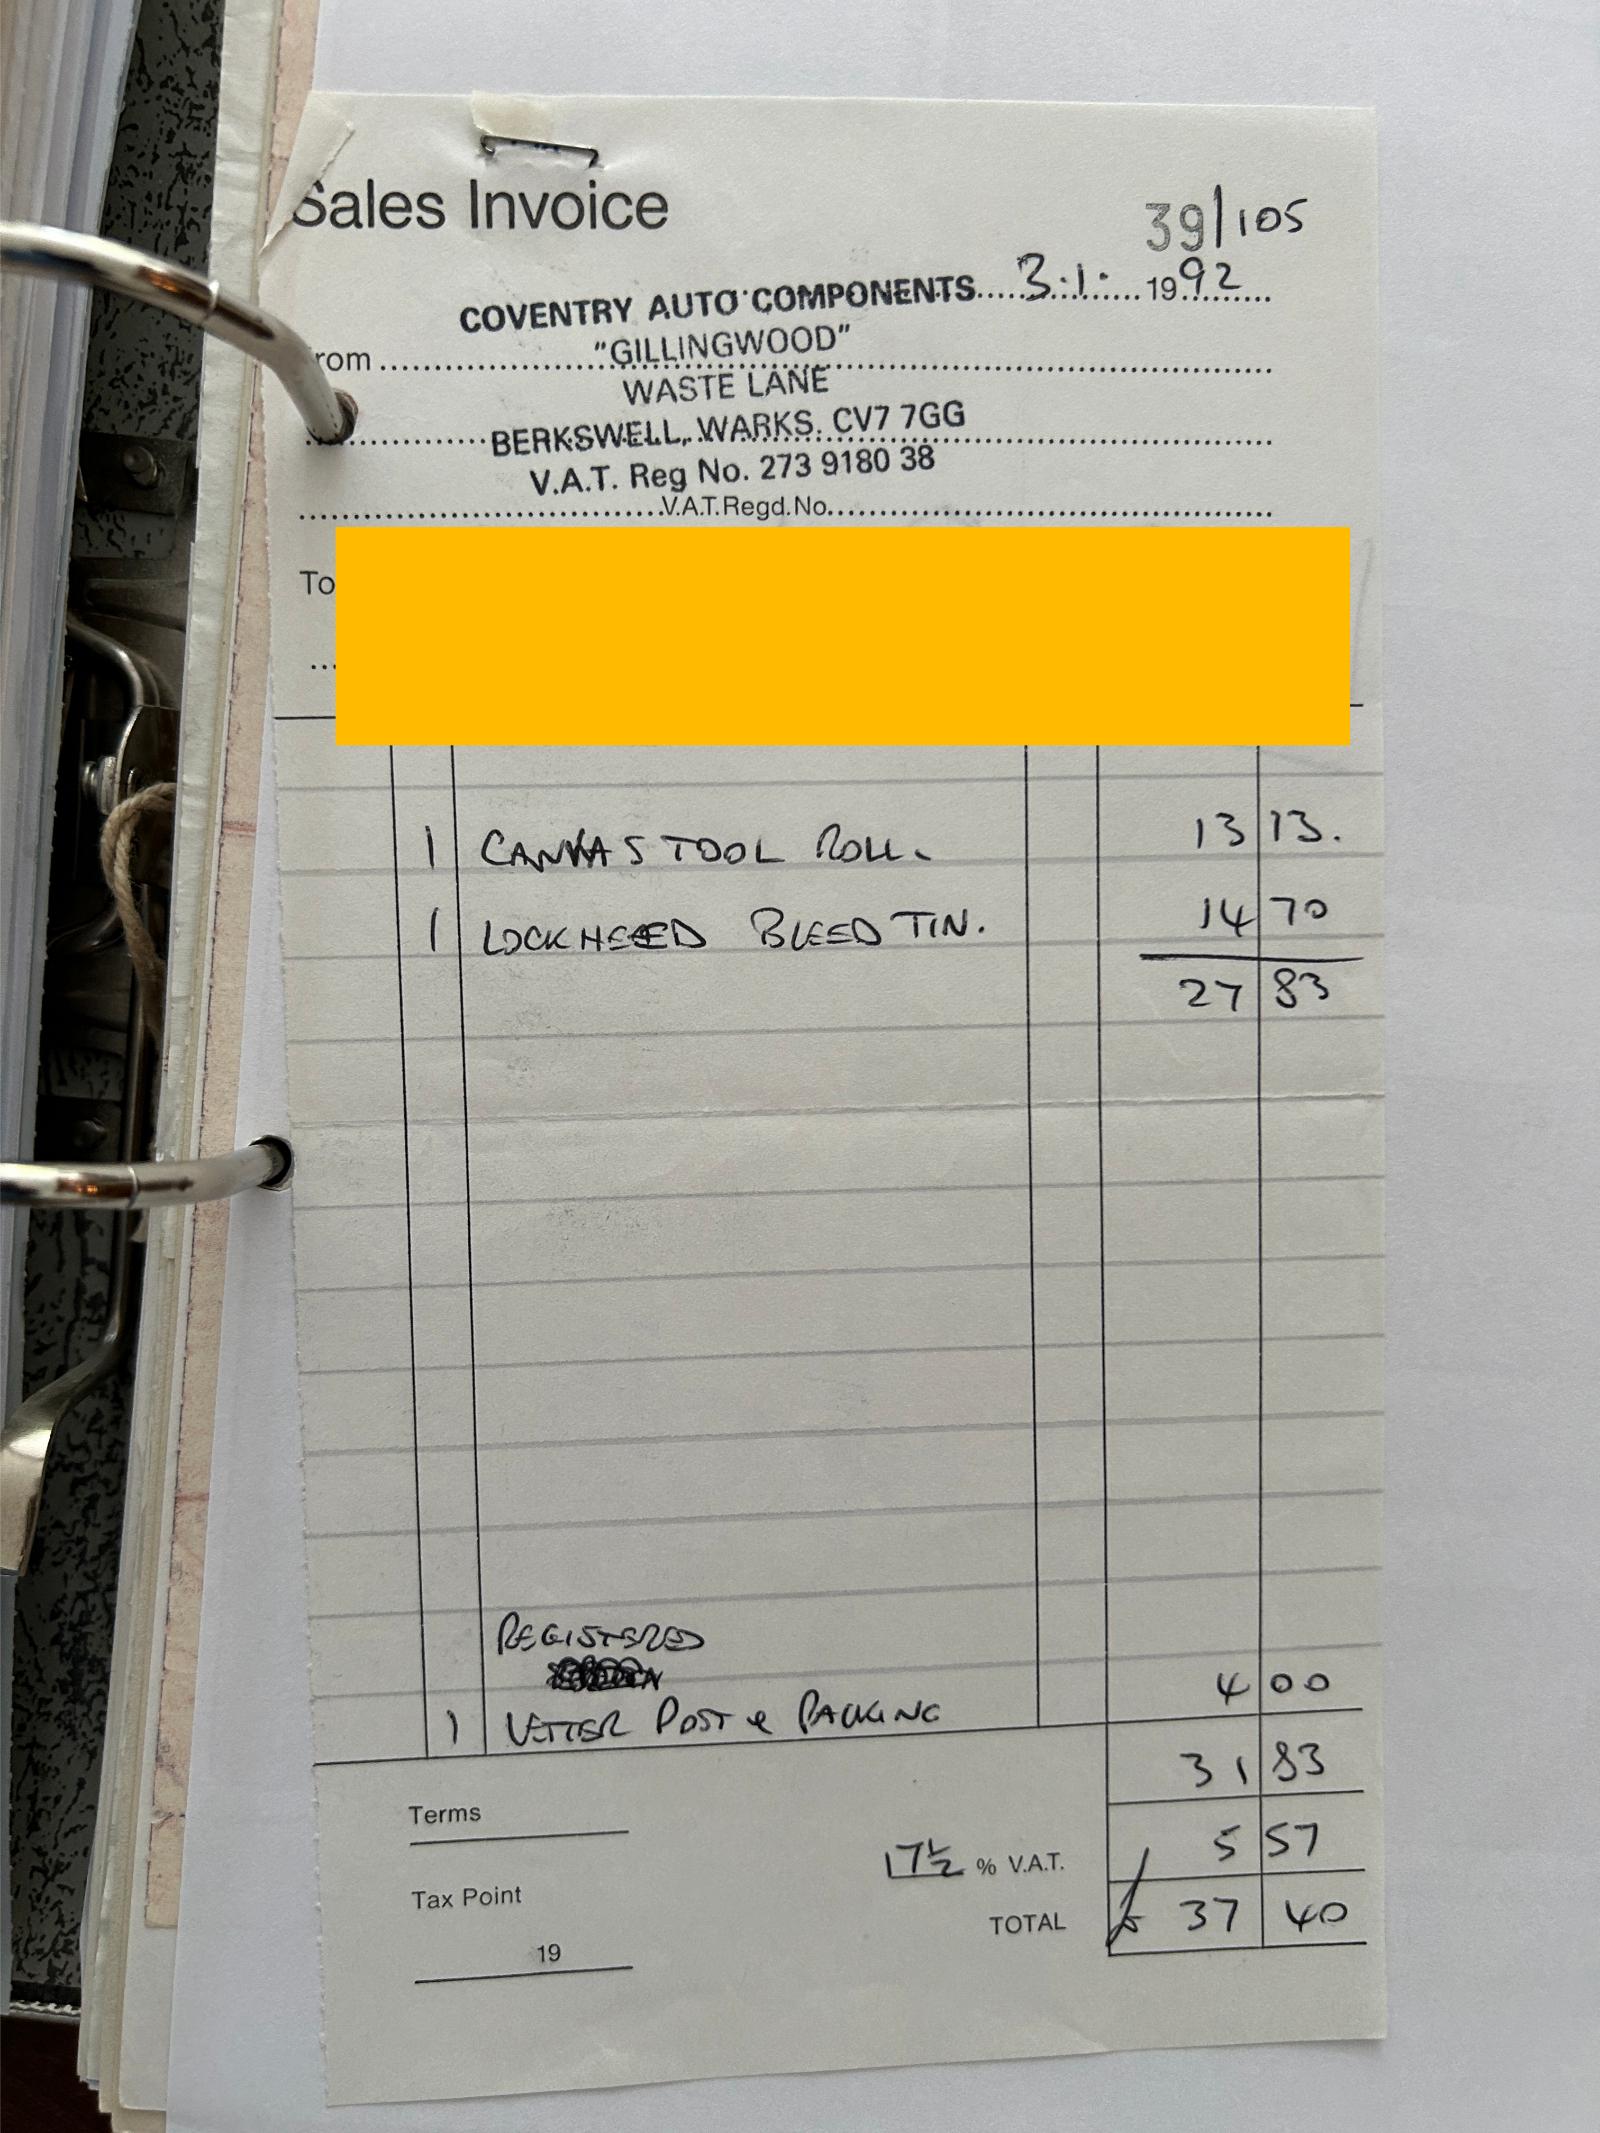 Sales Invoice
39/105
COVENTRY AUTO COMPONENTS 3.1. 1992
From "GILLINGWOOD"
WASTE LANE
BERKSWELL, WARKS. CV7 7GG
V.A.T. Reg No. 273 9180 38
V.A.T. Regd. No.
To
1 CANVAS TOOL ROLL. 13 13.
1 LOCKHEED BLEED TIN. 14 70
27 83
REGISTERED
1 LETTER POST & PACKING 4 00
31 83
Terms
17½ % V.A.T. 5 57
Tax Point
TOTAL £ 37 40
19